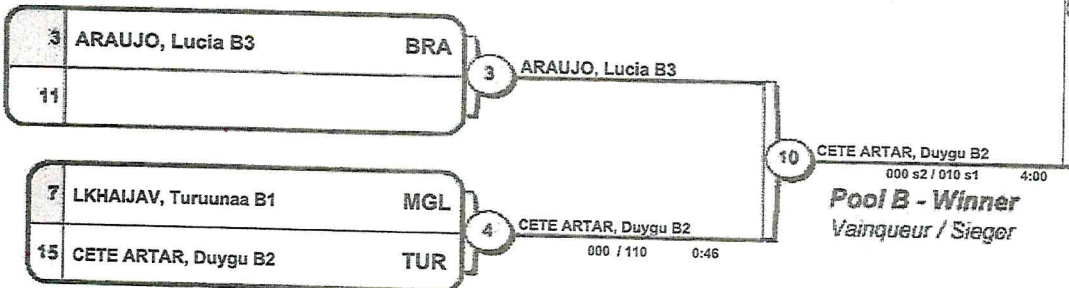 3 ARAUJO, Lucia B3 BRA
11
3 ARAUJO, Lucia B3
7 LKHAIJAV, Turuunaa B1 MGL
15 CETE ARTAR, Duygu B2 TUR
4 CETE ARTAR, Duygu B2
000 / 110 0:46
10 CETE ARTAR, Duygu B2
000 s2 / 010 s1 4:00
Pool B - Winner
Vainqueur / Sieger